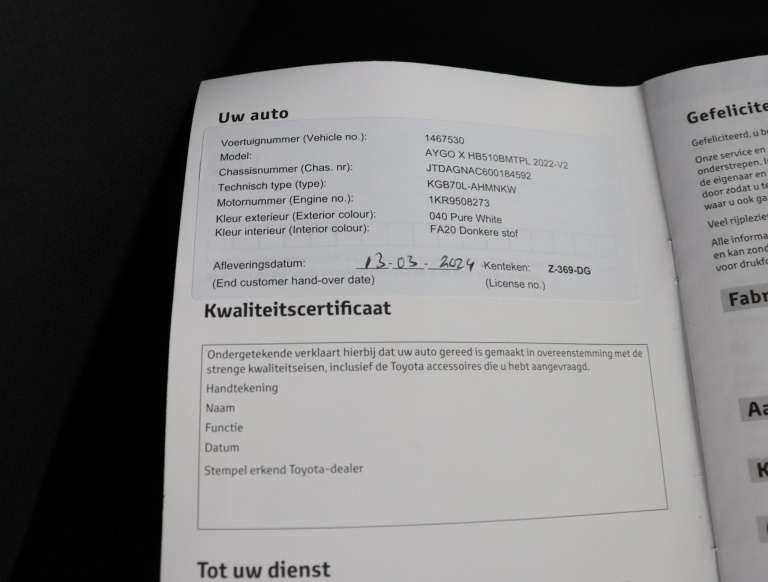 Uw auto
Voertuignummer (Vehicle no.): 1467530
Model: AYGO X HB510BMTPL 2022-V2
Chassisnummer (Chas. nr): JTDAGNAC600184592
Technisch type (type): KGB70L-AHMNKW
Motornummer (Engine no.): 1KR9508273
Kleur exterieur (Exterior colour): 040 Pure White
Kleur interieur (Interior colour): FA20 Donkere stof
Afleveringsdatum: 13-03-2024 Kenteken: Z-369-DG
(End customer hand-over date) (License no.)
Kwaliteitscertificaat
Ondergetekende verklaart hierbij dat uw auto gereed is gemaakt in overeenstemming met de
strenge kwaliteitseisen, inclusief de Toyota accessoires die u hebt aangevraagd.
Handtekening
Naam
Functie
Datum
Stempel erkend Toyota-dealer
Tot uw dienst
Gefelicite
Gefeliciteerd, u b
Onze service en
onderstrepen. I
de eigenaar en
door zodat u te
waar u ook ga
Veel rijplezie
Alle informa
en kan zond
voor drukfo
Fabr
Aa
K